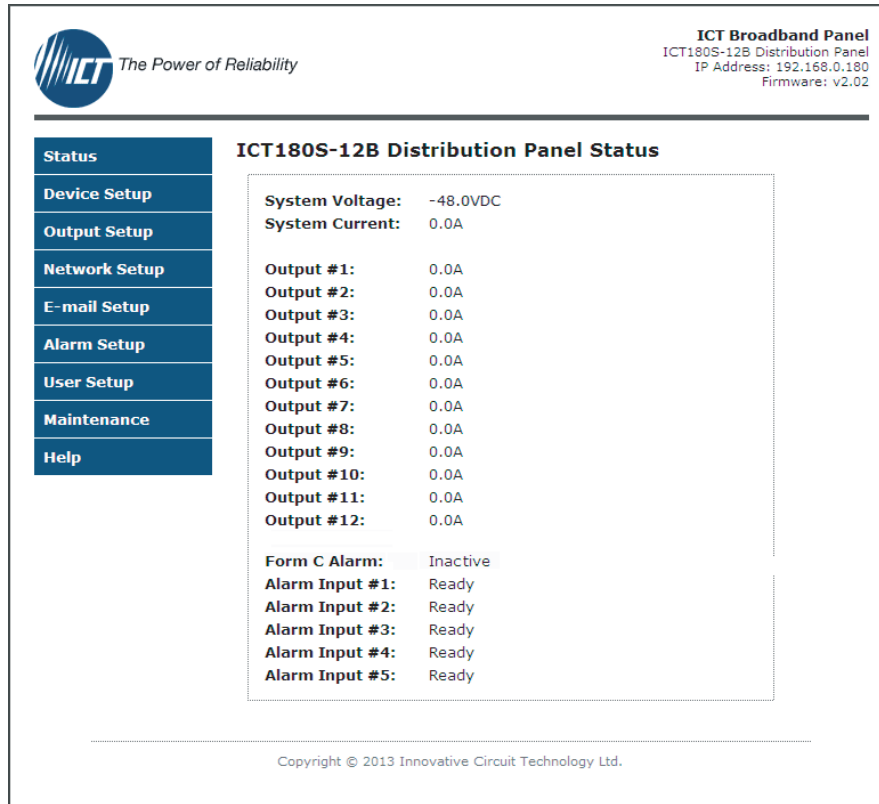 ICT The Power of Reliability
ICT Broadband Panel
ICT180S-12B Distribution Panel
IP Address: 192.168.0.180
Firmware: v2.02
Status
Device Setup
Output Setup
Network Setup
E-mail Setup
Alarm Setup
User Setup
Maintenance
Help
ICT180S-12B Distribution Panel Status
System Voltage: -48.0VDC
System Current: 0.0A
Output #1: 0.0A
Output #2: 0.0A
Output #3: 0.0A
Output #4: 0.0A
Output #5: 0.0A
Output #6: 0.0A
Output #7: 0.0A
Output #8: 0.0A
Output #9: 0.0A
Output #10: 0.0A
Output #11: 0.0A
Output #12: 0.0A
Form C Alarm: Inactive
Alarm Input #1: Ready
Alarm Input #2: Ready
Alarm Input #3: Ready
Alarm Input #4: Ready
Alarm Input #5: Ready
Copyright © 2013 Innovative Circuit Technology Ltd.